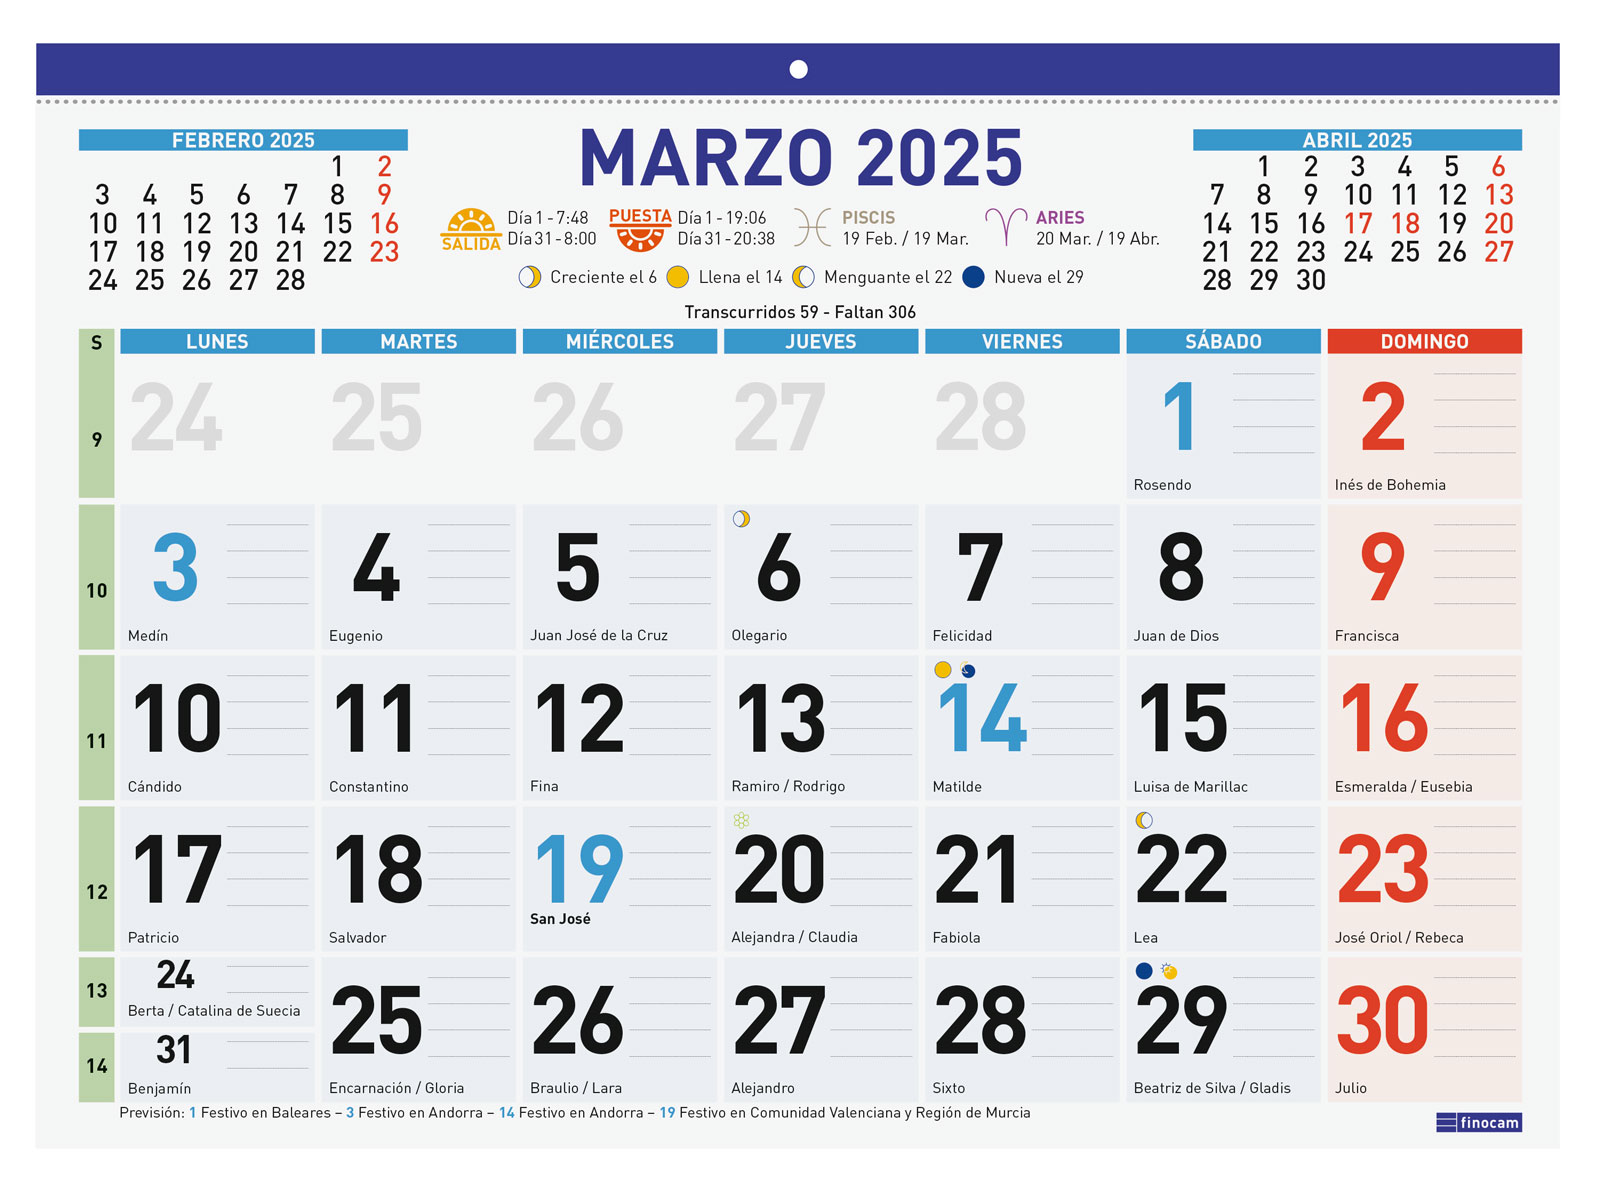 FEBRERO 2025
1 2
3 4 5 6 7 8 9
10 11 12 13 14 15 16
17 18 19 20 21 22 23
24 25 26 27 28
MARZO 2025
SALIDA
Día 1 - 7:48
Día 31 - 8:00
PUESTA
Día 1 - 19:06
Día 31 - 20:38
PISCIS
19 Feb. / 19 Mar.
ARIES
20 Mar. / 19 Abr.
Creciente el 6 Llena el 14 Menguante el 22 Nueva el 29
Transcurridos 59 - Faltan 306
ABRIL 2025
1 2 3 4 5 6
7 8 9 10 11 12 13
14 15 16 17 18 19 20
21 22 23 24 25 26 27
28 29 30
S LUNES MARTES MIÉRCOLES JUEVES VIERNES SÁBADO DOMINGO
9 24 25 26 27 28 1 2
Rosendo Inés de Bohemia
10 3 4 5 6 7 8 9
Medín Eugenio Juan José de la Cruz Olegario Felicidad Juan de Dios Francisca
11 10 11 12 13 14 15 16
Cándido Constantino Fina Ramiro / Rodrigo Matilde Luisa de Marillac Esmeralda / Eusebia
12 17 18 19 20 21 22 23
San José
Patricio Salvador Alejandra / Claudia Fabiola Lea José Oriol / Rebeca
13 24 25 26 27 28 29 30
Berta / Catalina de Suecia
14 31
Benjamín Encarnación / Gloria Braulio / Lara Alejandro Sixto Beatriz de Silva / Gladis Julio
Previsión: 1 Festivo en Baleares – 3 Festivo en Andorra – 14 Festivo en Andorra – 19 Festivo en Comunidad Valenciana y Región de Murcia
finocam